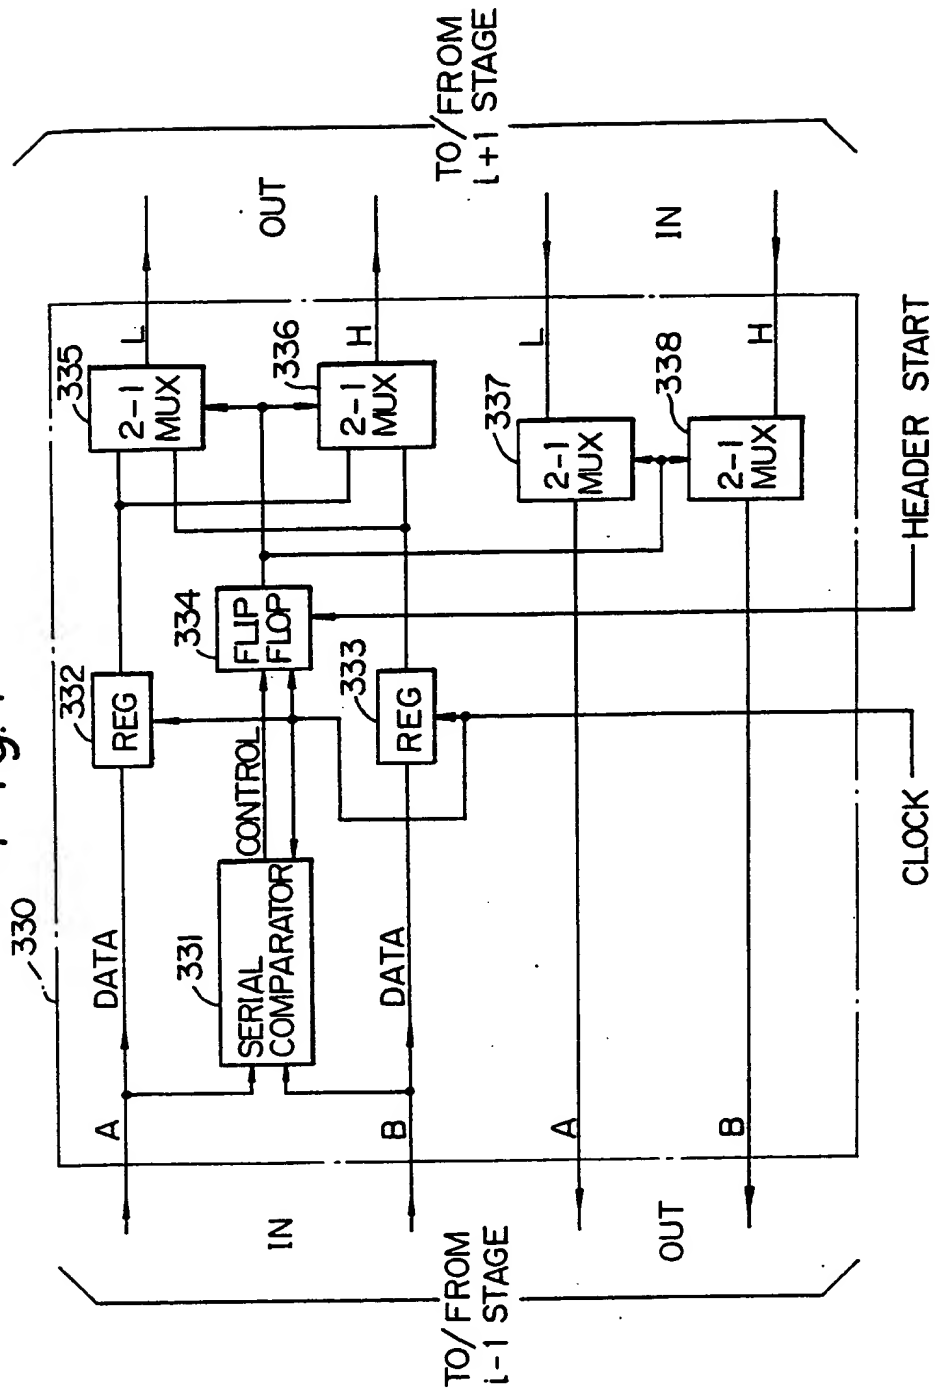 330
TO/FROM
i-1 STAGE
IN
OUT
A
DATA
332
REG
331
SERIAL
COMPARATOR
CONTROL
334
FLIP
FLOP
B
DATA
333
REG
335
2-1
MUX
L
336
2-1
MUX
H
OUT
TO/FROM
i+1 STAGE
A
337
2-1
MUX
L
B
338
2-1
MUX
H
IN
CLOCK
HEADER START